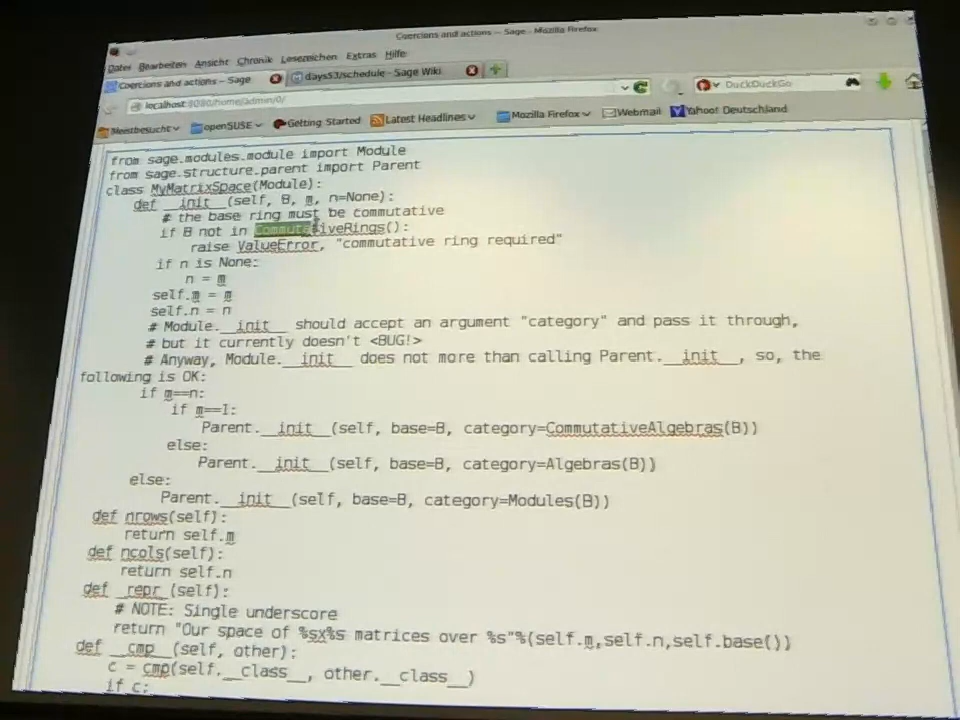 Coercions and actions – Sage - Mozilla Firefox
Datei Bearbeiten Ansicht Chronik Lesezeichen Extras Hilfe
Coercions and actions – Sage
days53/schedule - Sage Wiki
localhost:8080/home/admin/0/
DuckDuckGo
Meistbesucht openSUSE Getting Started Latest Headlines Mozilla Firefox Webmail Yahoo! Deutschland
from sage.modules.module import Module
from sage.structure.parent import Parent
class MyMatrixSpace(Module):
def __init__(self, B, m, n=None):
# the base ring must be commutative
if B not in CommutativeRings():
raise ValueError, "commutative ring required"
if n is None:
n = m
self.m = m
self.n = n
# Module.__init__ should accept an argument "category" and pass it through,
# but it currently doesn't <BUG!>
# Anyway, Module.__init__ does not more than calling Parent.__init__, so, the
following is OK:
if m==n:
if m==1:
Parent.__init__(self, base=B, category=CommutativeAlgebras(B))
else:
Parent.__init__(self, base=B, category=Algebras(B))
else:
Parent.__init__(self, base=B, category=Modules(B))
def nrows(self):
return self.m
def ncols(self):
return self.n
def _repr_(self):
# NOTE: Single underscore
return "Our space of %sx%s matrices over %s"%(self.m,self.n,self.base())
def __cmp__(self, other):
c = cmp(self.__class__, other.__class__)
if c: